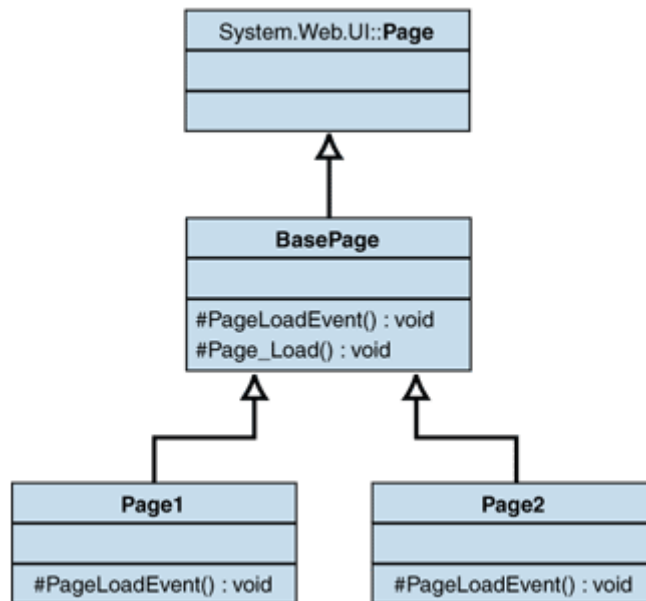 System.Web.UI::Page
BasePage
#PageLoadEvent() : void
#Page_Load() : void
Page1
#PageLoadEvent() : void
Page2
#PageLoadEvent() : void